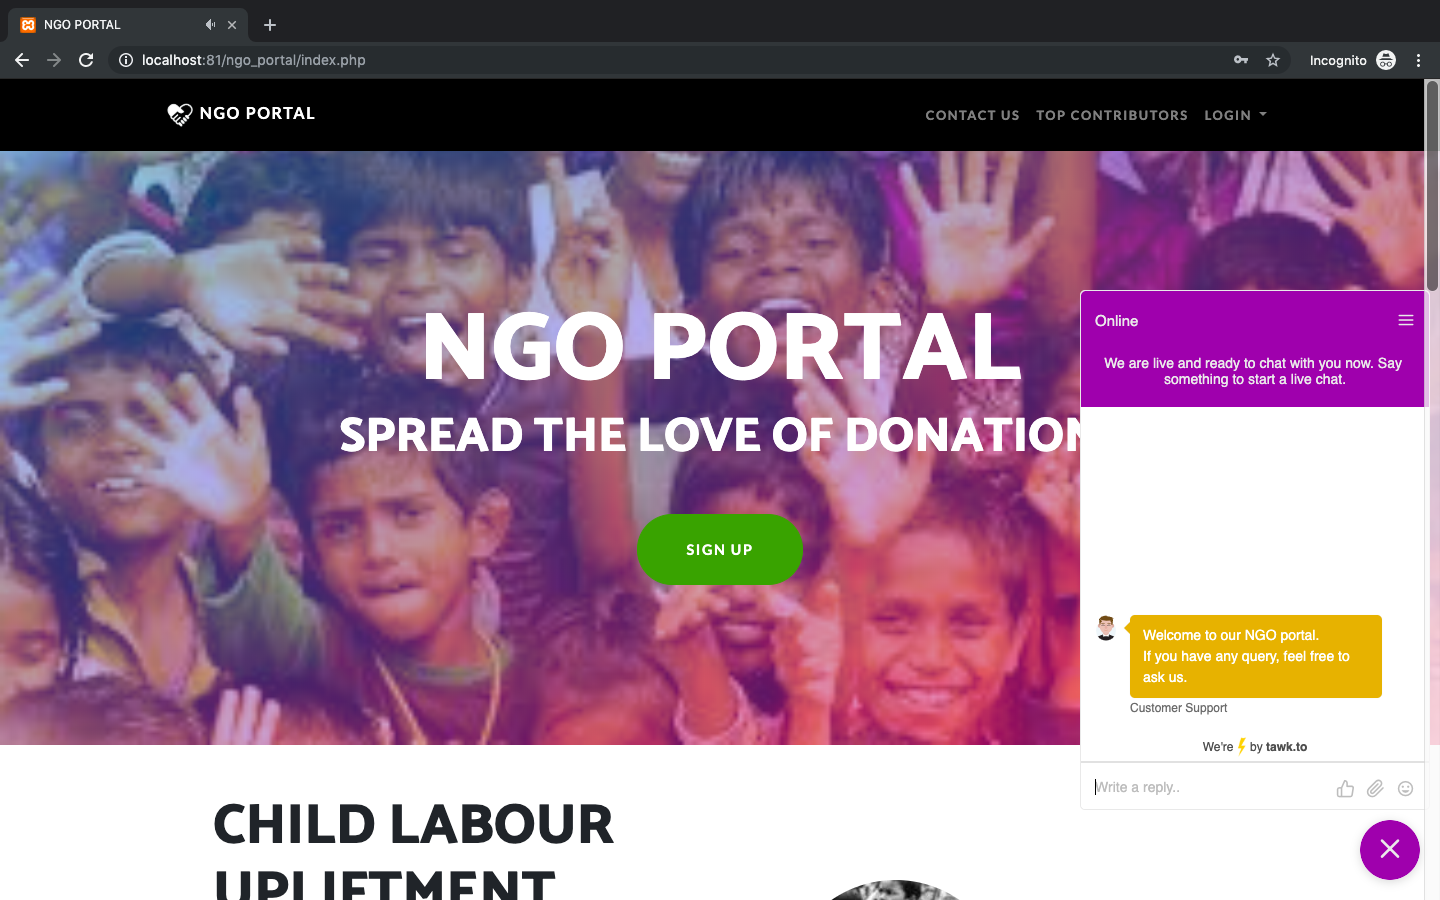 NGO PORTAL
localhost:81/ngo_portal/index.php
Incognito
NGO PORTAL
CONTACT US
TOP CONTRIBUTORS
LOGIN
NGO PORTAL
SPREAD THE LOVE OF DONATION
SIGN UP
Online
We are live and ready to chat with you now. Say
something to start a live chat.
Welcome to our NGO portal.
If you have any query, feel free to
ask us.
Customer Support
We're by tawk.to
Write a reply..
CHILD LABOUR
UPLIFTMENT